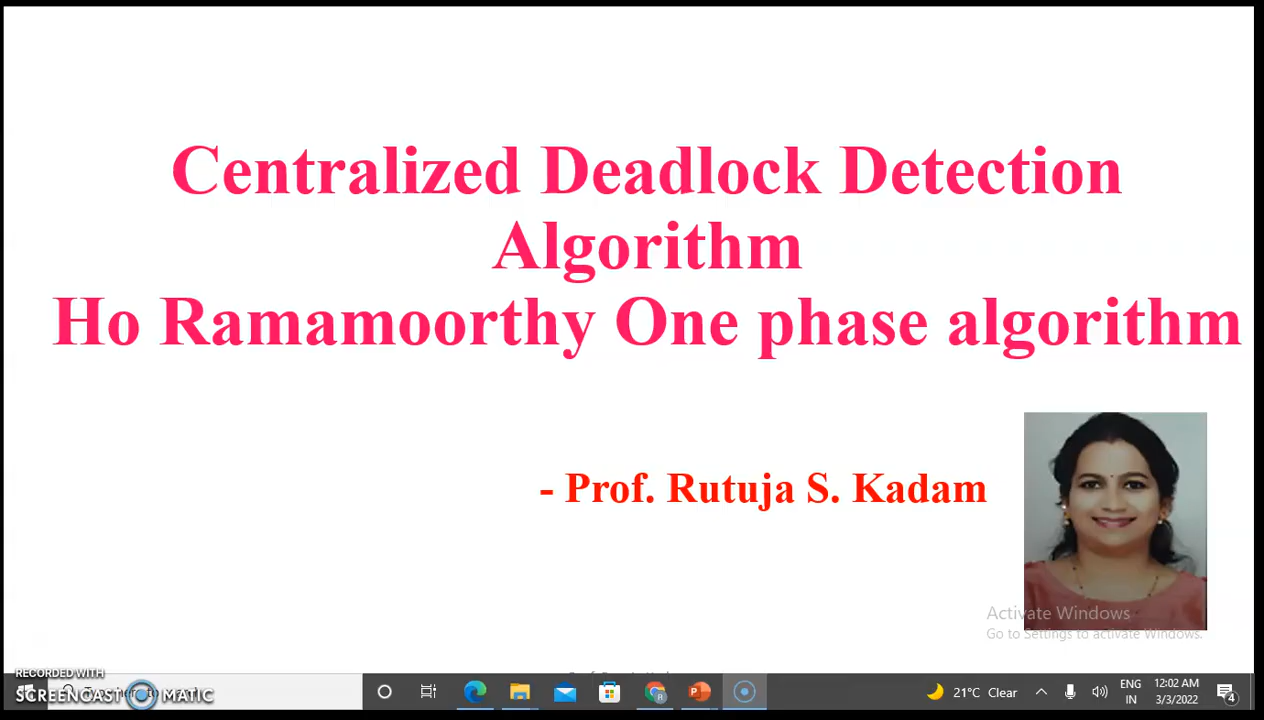 Centralized Deadlock Detection
Algorithm
Ho Ramamoorthy One phase algorithm
- Prof. Rutuja S. Kadam
Activate Windows
Go to Settings to activate Windows.
RECORDED WITH
SCREENCAST MATIC
21°C Clear
ENG
IN
12:02 AM
3/3/2022
4